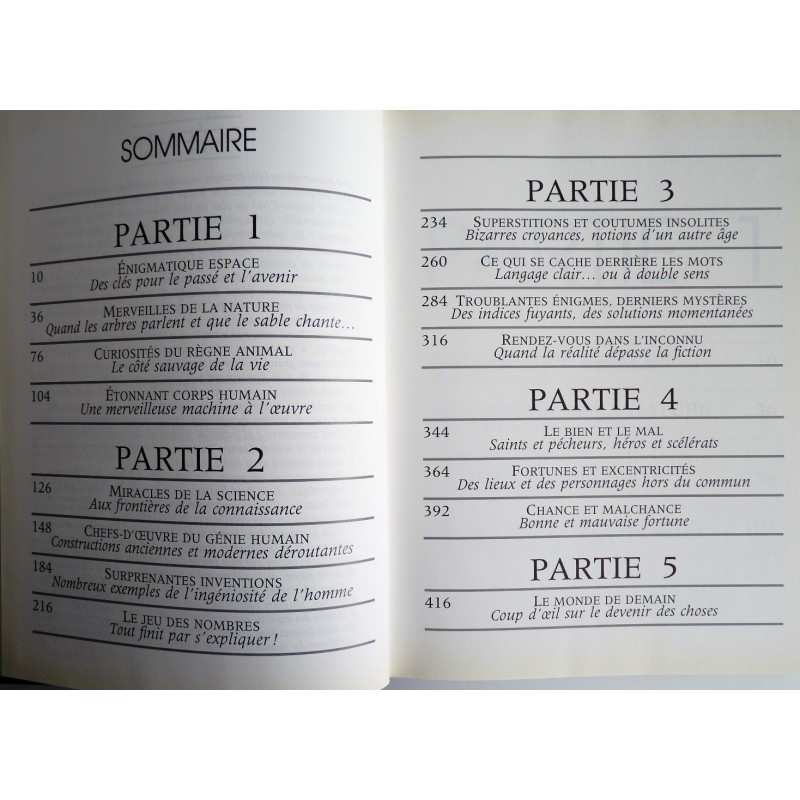 SOMMAIRE
PARTIE 1
10 ÉNIGMATIQUE ESPACE
Des clés pour le passé et l'avenir
36 MERVEILLES DE LA NATURE
Quand les arbres parlent et que le sable chante...
76 CURIOSITÉS DU RÈGNE ANIMAL
Le côté sauvage de la vie
104 ÉTONNANT CORPS HUMAIN
Une merveilleuse machine à l'œuvre
PARTIE 2
126 MIRACLES DE LA SCIENCE
Aux frontières de la connaissance
148 CHEFS-D'ŒUVRE DU GÉNIE HUMAIN
Constructions anciennes et modernes déroutantes
184 SURPRENANTES INVENTIONS
Nombreux exemples de l'ingéniosité de l'homme
216 LE JEU DES NOMBRES
Tout finit par s'expliquer !
PARTIE 3
234 SUPERSTITIONS ET COUTUMES INSOLITES
Bizarres croyances, notions d'un autre âge
260 CE QUI SE CACHE DERRIÈRE LES MOTS
Langage clair... ou à double sens
284 TROUBLANTES ÉNIGMES, DERNIERS MYSTÈRES
Des indices fuyants, des solutions momentanées
316 RENDEZ-VOUS DANS L'INCONNU
Quand la réalité dépasse la fiction
PARTIE 4
344 LE BIEN ET LE MAL
Saints et pécheurs, héros et scélérats
364 FORTUNES ET EXCENTRICITÉS
Des lieux et des personnages hors du commun
392 CHANCE ET MALCHANCE
Bonne et mauvaise fortune
PARTIE 5
416 LE MONDE DE DEMAIN
Coup d'œil sur le devenir des choses